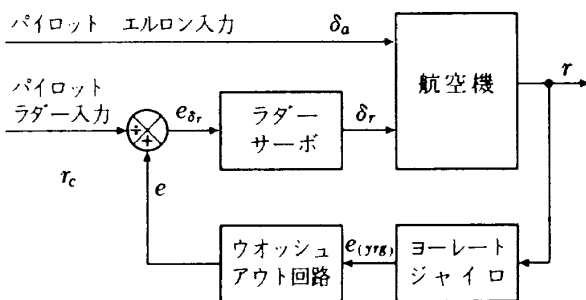 パイロット エルロン入力
δa
パイロット
ラダー入力
÷
+
eδr
ラダー
サーボ
δr
航空機
r
rc
e
ウオッシュ
アウト回路
e(yrg)
ヨーレート
ジャイロ